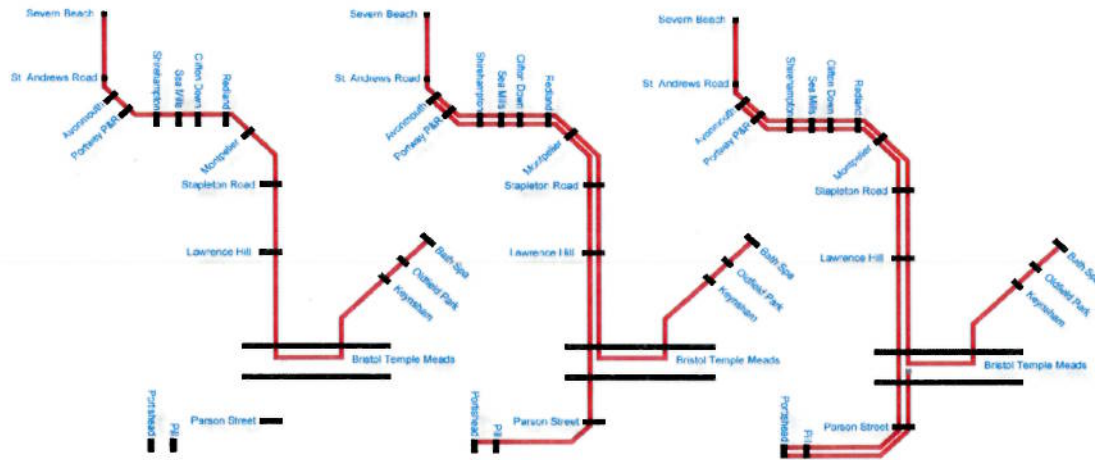 Severn Beach
St. Andrews Road
Avonmouth
Portway P&R
Shirehampton
Sea Mills
Clifton Down
Redland
Montpelier
Stapleton Road
Lawrence Hill
Bath Spa
Oldfield Park
Keynsham
Bristol Temple Meads
Parson Street
Portishead
Pill
Severn Beach
St. Andrews Road
Avonmouth
Portway P&R
Shirehampton
Sea Mills
Clifton Down
Redland
Montpelier
Stapleton Road
Lawrence Hill
Bath Spa
Oldfield Park
Keynsham
Bristol Temple Meads
Parson Street
Portishead
Pill
Severn Beach
St. Andrews Road
Avonmouth
Portway P&R
Shirehampton
Sea Mills
Clifton Down
Redland
Montpelier
Stapleton Road
Lawrence Hill
Bath Spa
Oldfield Park
Keynsham
Bristol Temple Meads
Parson Street
Portishead
Pill